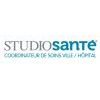 STUDIOSANTÉ
COORDINATEUR DE SOINS VILLE / HÔPITAL